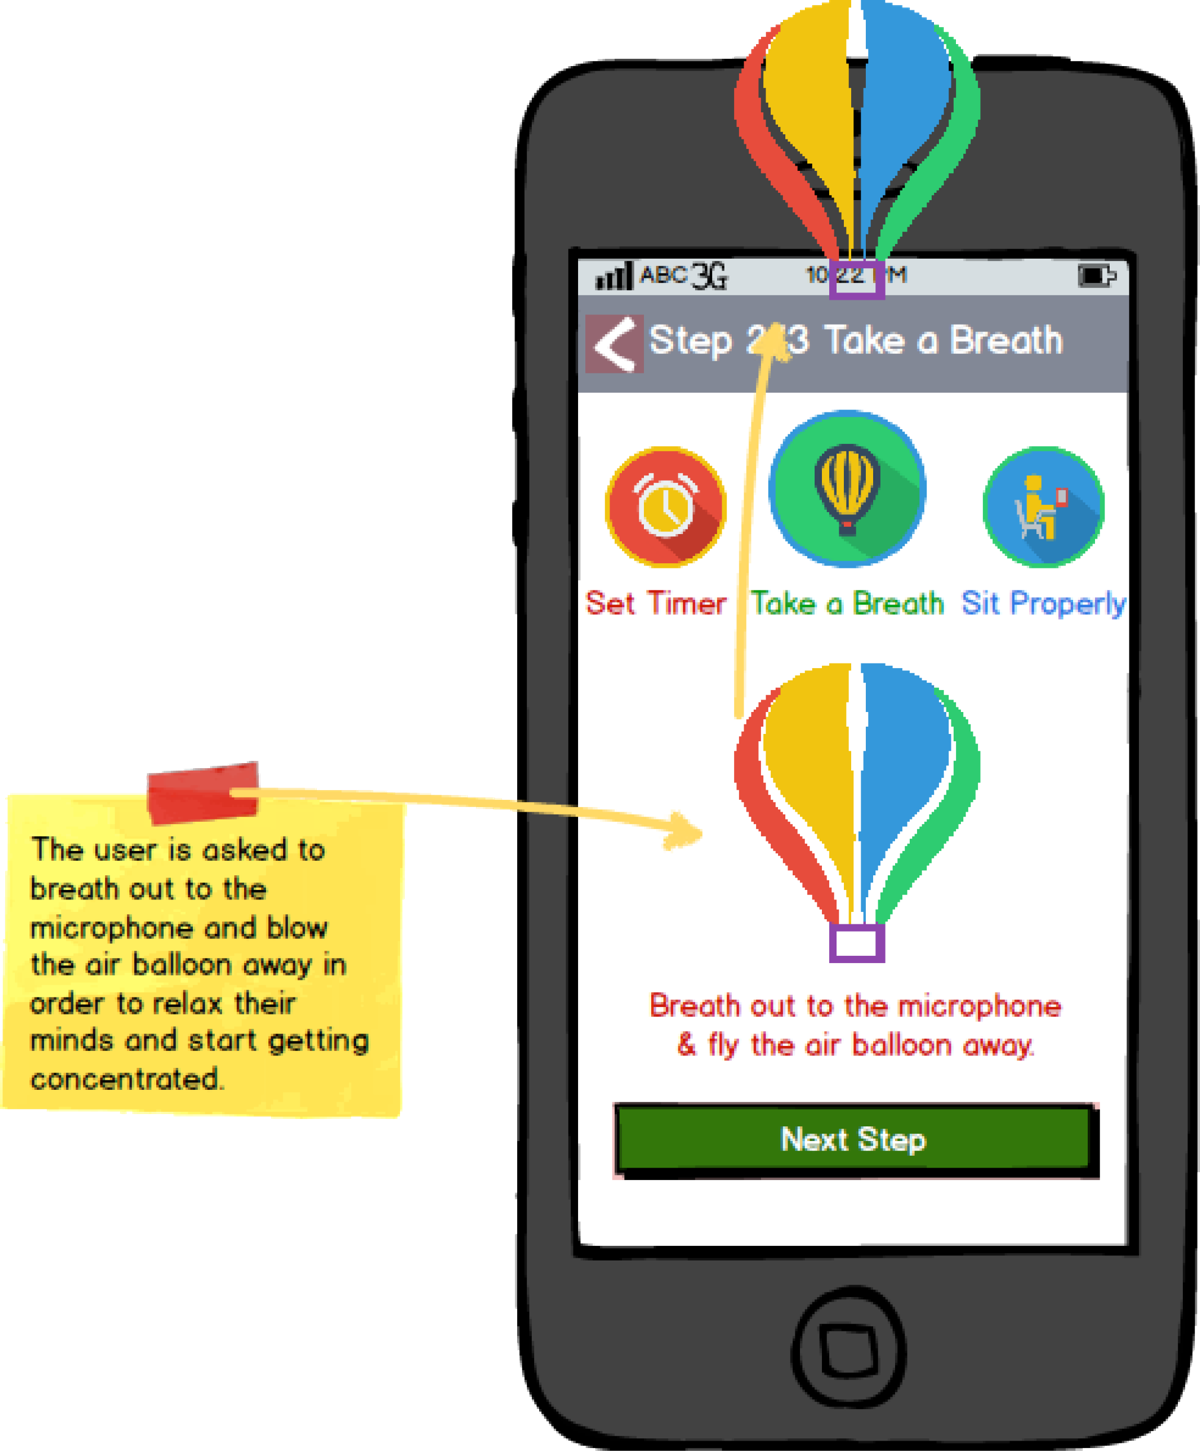 ABC 3G 10:22 PM
Step 2/3 Take a Breath
Set Timer Take a Breath Sit Properly
The user is asked to
breath out to the
microphone and blow
the air balloon away in
order to relax their
minds and start getting
concentrated.
Breath out to the microphone
& fly the air balloon away.
Next Step